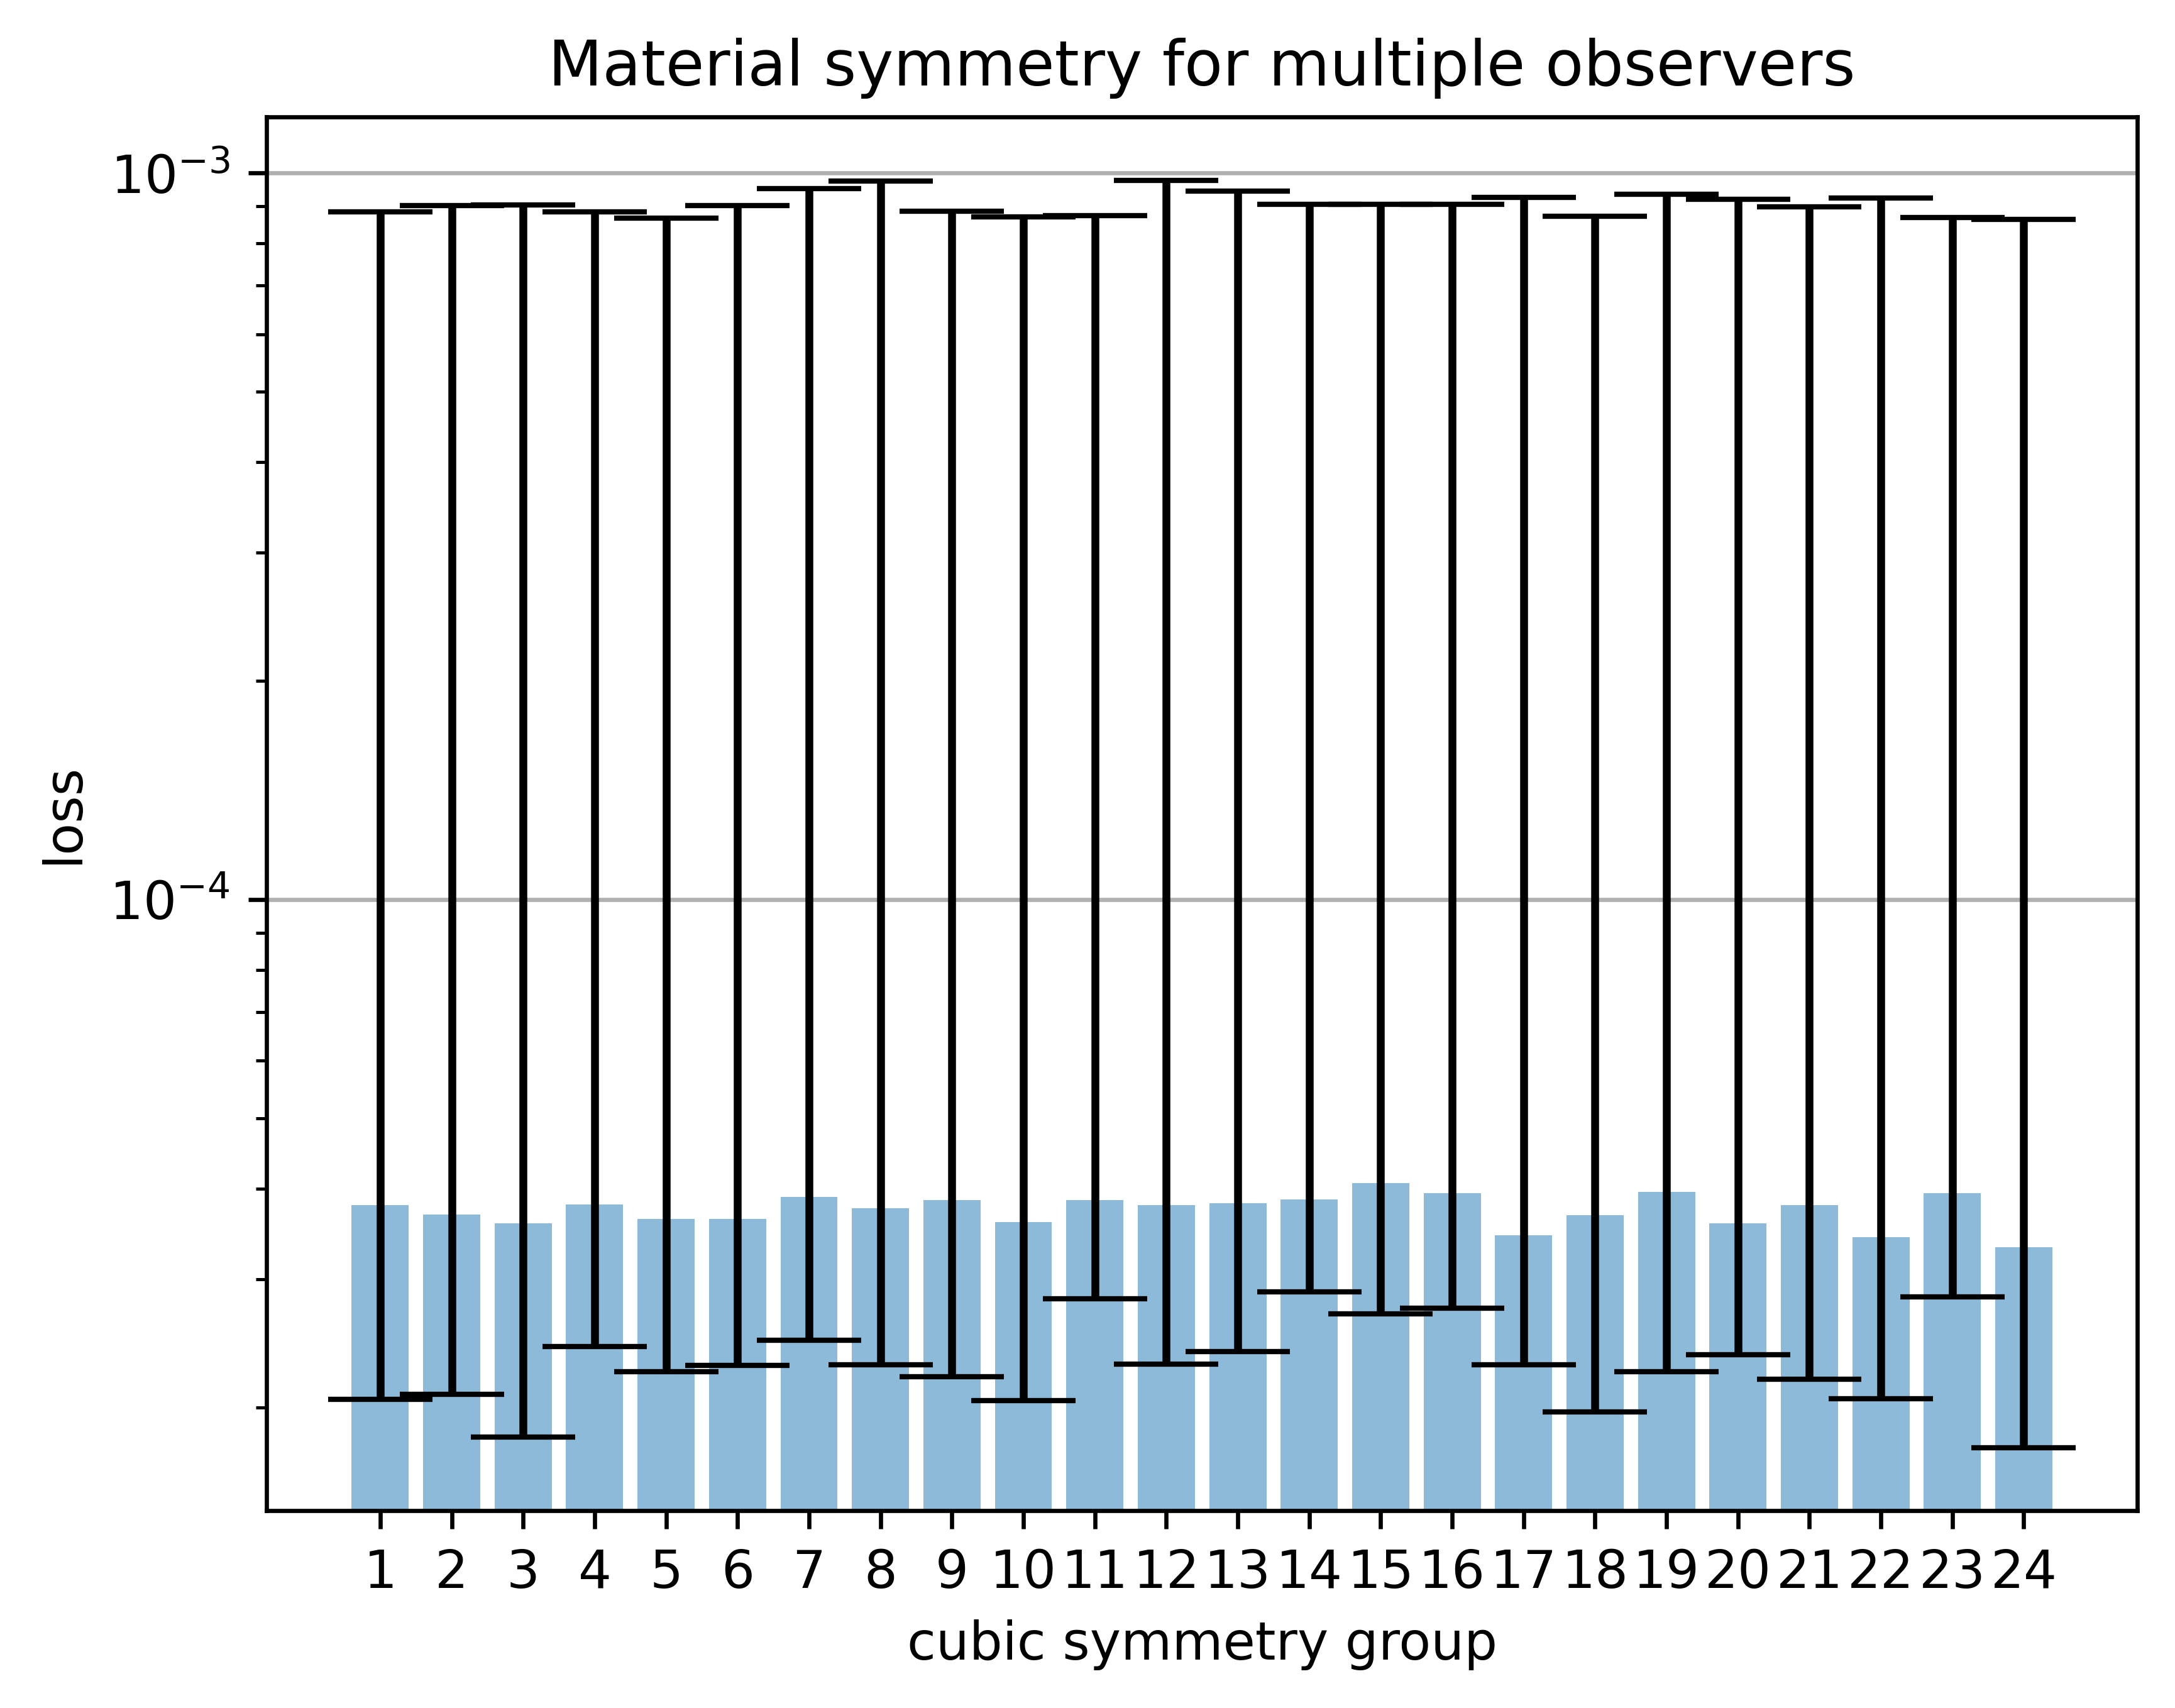 Material symmetry for multiple observers
10⁻³
10⁻⁴
loss
1 2 3 4 5 6 7 8 9 10 11 12 13 14 15 16 17 18 19 20 21 22 23 24
cubic symmetry group